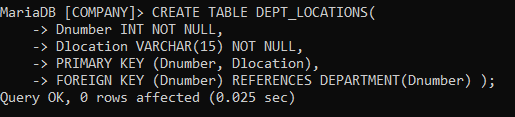 MariaDB [COMPANY]> CREATE TABLE DEPT_LOCATIONS(
    -> Dnumber INT NOT NULL,
    -> Dlocation VARCHAR(15) NOT NULL,
    -> PRIMARY KEY (Dnumber, Dlocation),
    -> FOREIGN KEY (Dnumber) REFERENCES DEPARTMENT(Dnumber) );
Query OK, 0 rows affected (0.025 sec)